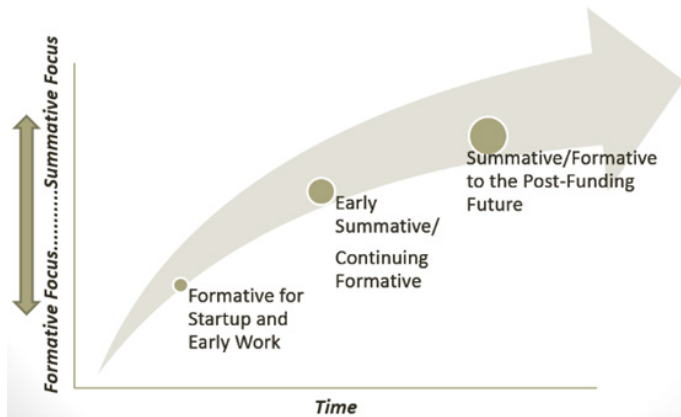 Formative Focus...........Summative Focus
Summative/Formative
to the Post-Funding
Future
Early
Summative/
Continuing
Formative
Formative for
Startup and
Early Work
Time